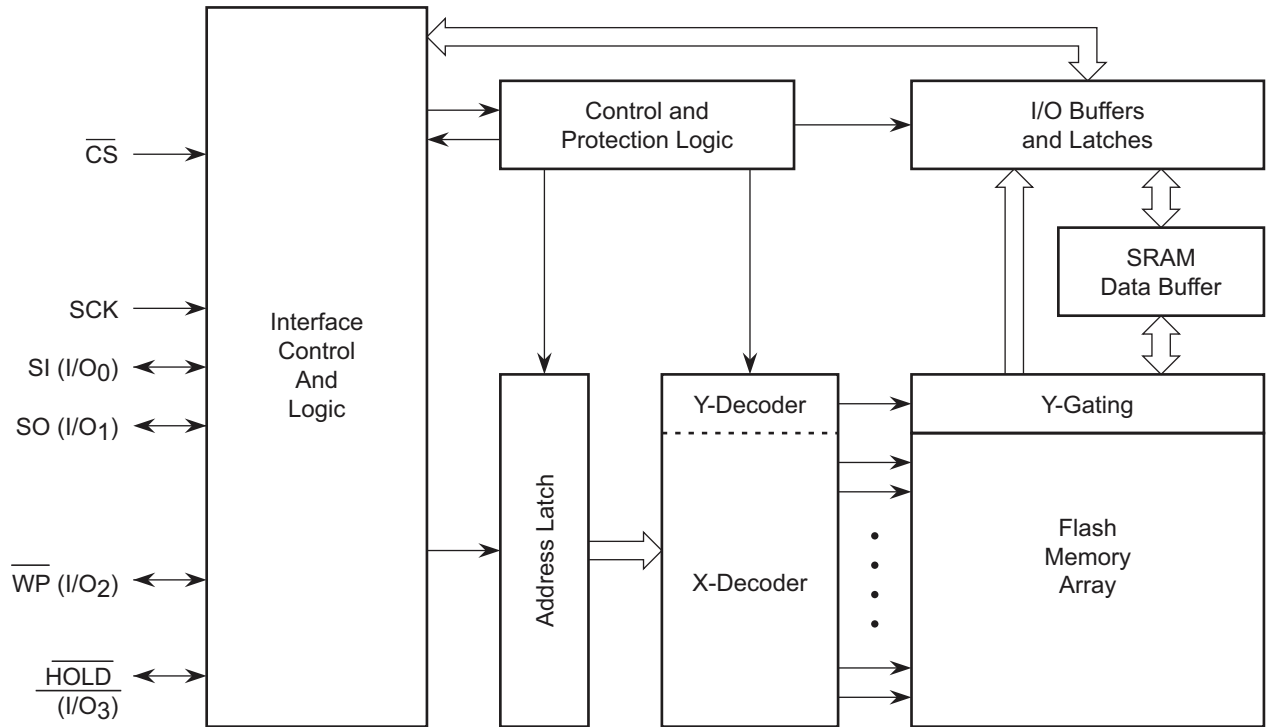 CS
SCK
SI (I/O0)
SO (I/O1)
WP (I/O2)
HOLD
(I/O3)
Interface
Control
And
Logic
Control and
Protection Logic
I/O Buffers
and Latches
SRAM
Data Buffer
Address Latch
Y-Decoder
X-Decoder
Y-Gating
Flash
Memory
Array